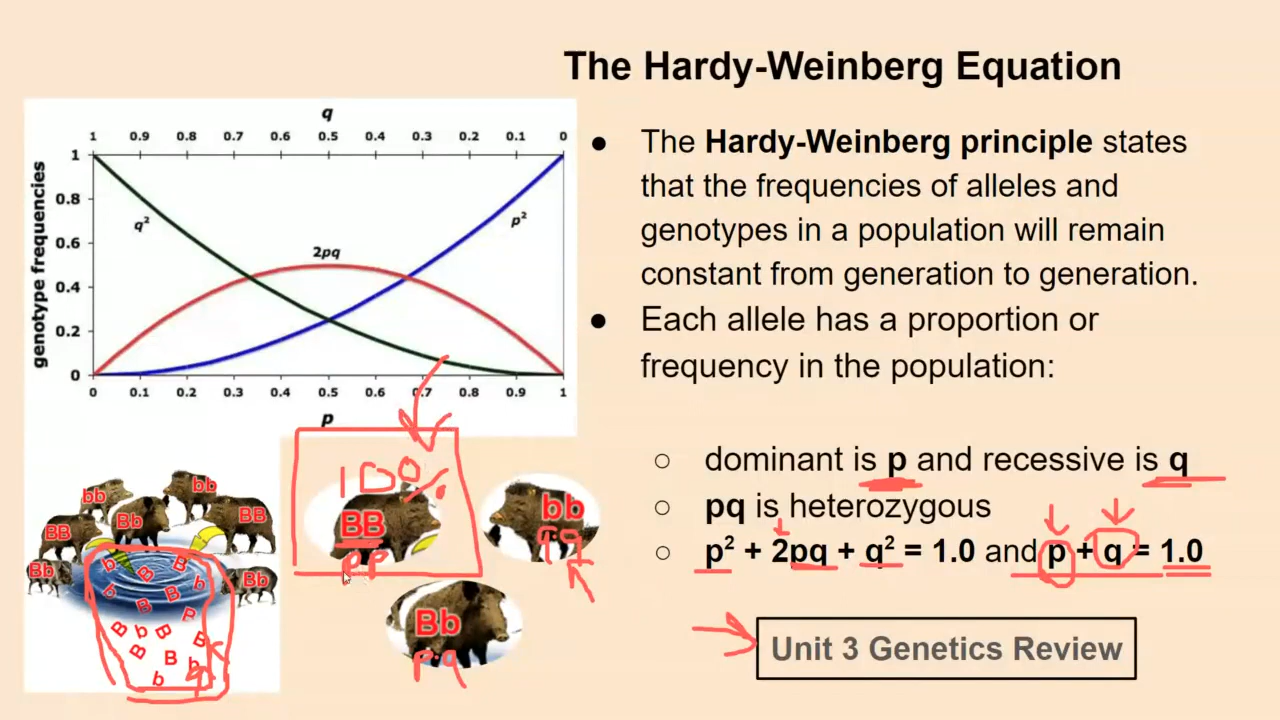 The Hardy-Weinberg Equation
q
1 0.9 0.8 0.7 0.6 0.5 0.4 0.3 0.2 0.1 0
genotype frequencies
1
0.8
0.6
0.4
0.2
0
q²
2pq
p²
0 0.1 0.2 0.3 0.4 0.5 0.6 0.7 0.8 0.9 1
p
● The Hardy-Weinberg principle states
that the frequencies of alleles and
genotypes in a population will remain
constant from generation to generation.
● Each allele has a proportion or
frequency in the population:
○ dominant is p and recessive is q
○ pq is heterozygous
○ p² + 2pq + q² = 1.0 and p + q = 1.0
Unit 3 Genetics Review
bb
bb
BB
Bb
BB
Bb
Bb
b B B b
b B B
B B P
B b B B
B B b
b q
100%
BB
pp
bb
q·q
Bb
p·q